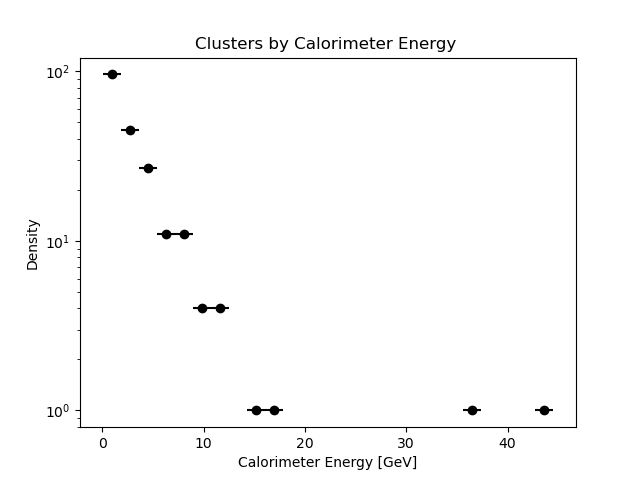 Clusters by Calorimeter Energy
10²
10¹
10⁰
Density
0 10 20 30 40
Calorimeter Energy [GeV]